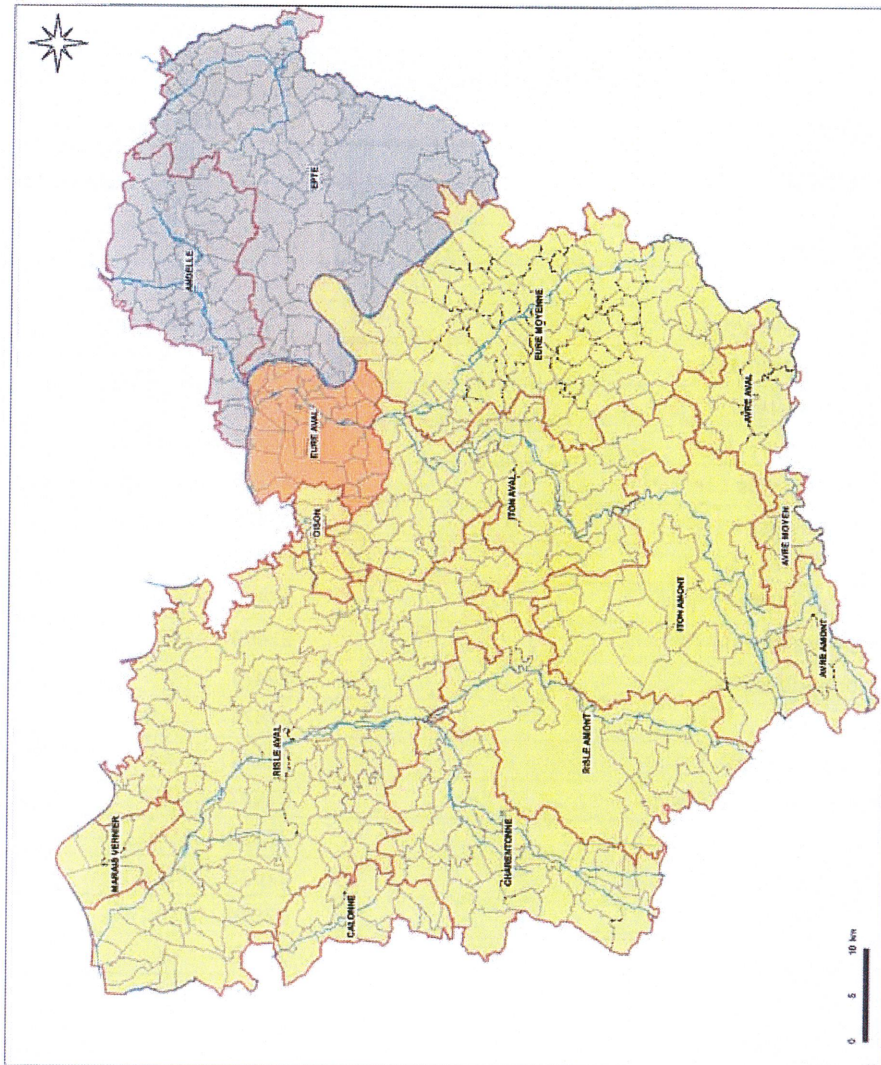 ANDELLE
EPTE
EURE AVAL
EURE MOYENNE
OISON
ITON AVAL
AVRE AVAL
AVRE MOYEN
ITON AMONT
AVRE AMONT
RISLE AVAL
RISLE AMONT
MARAIS VERNIER
CHARENTONNE
CALONNE
0 5 10 km